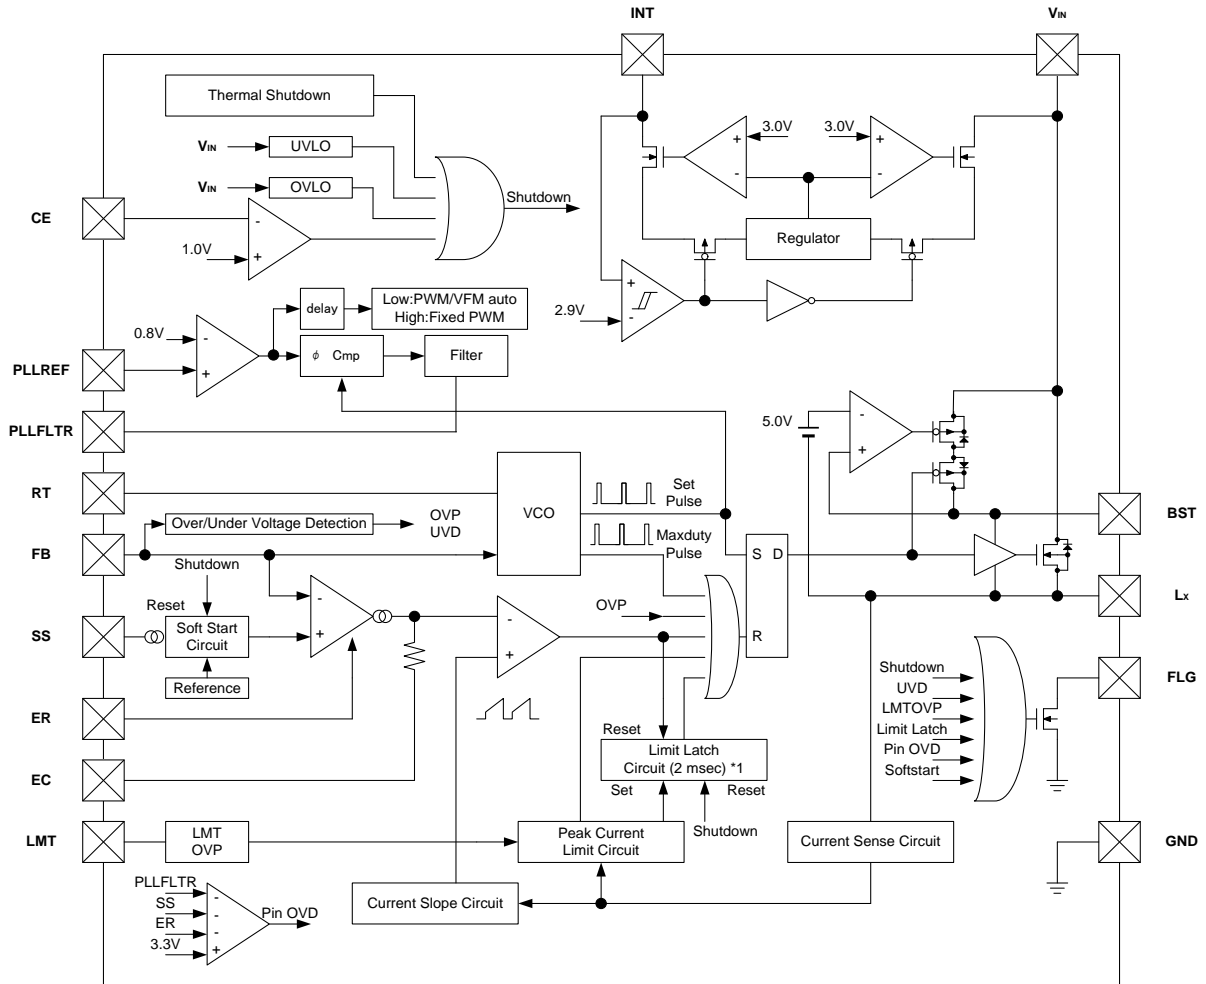 INT
VIN
Thermal Shutdown
VIN
UVLO
VIN
OVLO
Shutdown
3.0V
3.0V
+
+
-
-
CE
-
1.0V
+
Regulator
+
2.9V
-
delay
Low:PWM/VFM auto
High:Fixed PWM
0.8V
-
+
ϕ Cmp
Filter
PLLREF
PLLFLTR
5.0V
-
+
RT
VCO
Set
Pulse
BST
Over/Under Voltage Detection
OVP
UVD
Maxduty
Pulse
FB
S D
Shutdown
Reset
-
+
OVP
-
+
R
LX
SS
Soft Start
Circuit
Reference
FLG
Shutdown
UVD
LMTOVP
Limit Latch
Pin OVD
Softstart
ER
Reset
Limit Latch
Circuit (2 msec) *1
EC
Set
Reset
Shutdown
LMT
LMT
OVP
Peak Current
Limit Circuit
Current Sense Circuit
GND
PLLFLTR
SS
ER
3.3V
-
-
-
+
Pin OVD
Current Slope Circuit